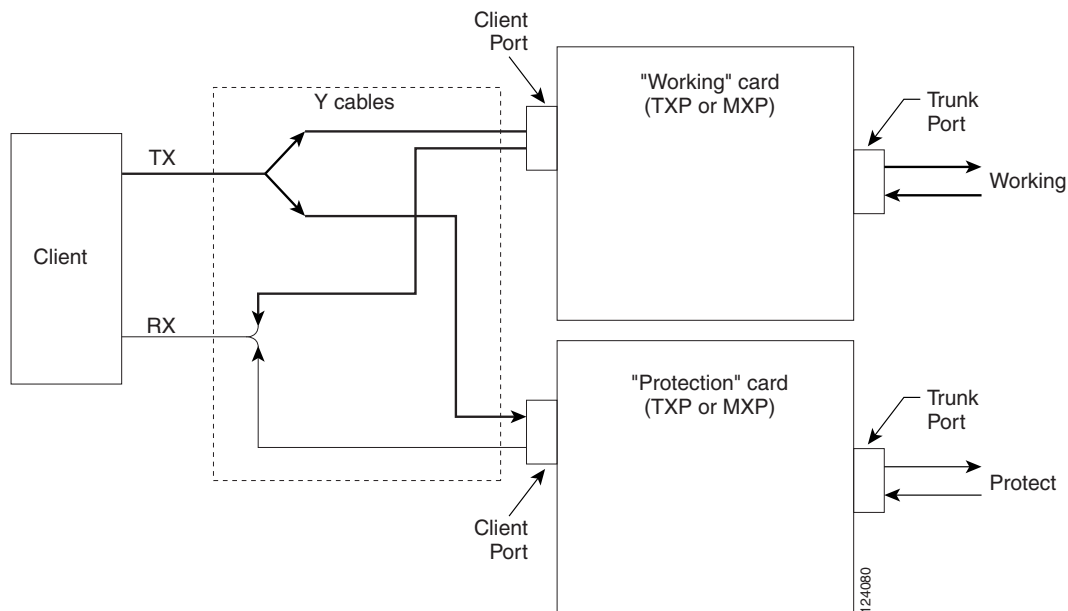 Client
Port
"Working" card
(TXP or MXP)
Trunk
Port
Y cables
TX
Working
Client
RX
"Protection" card
(TXP or MXP)
Trunk
Port
Protect
Client
Port
124080